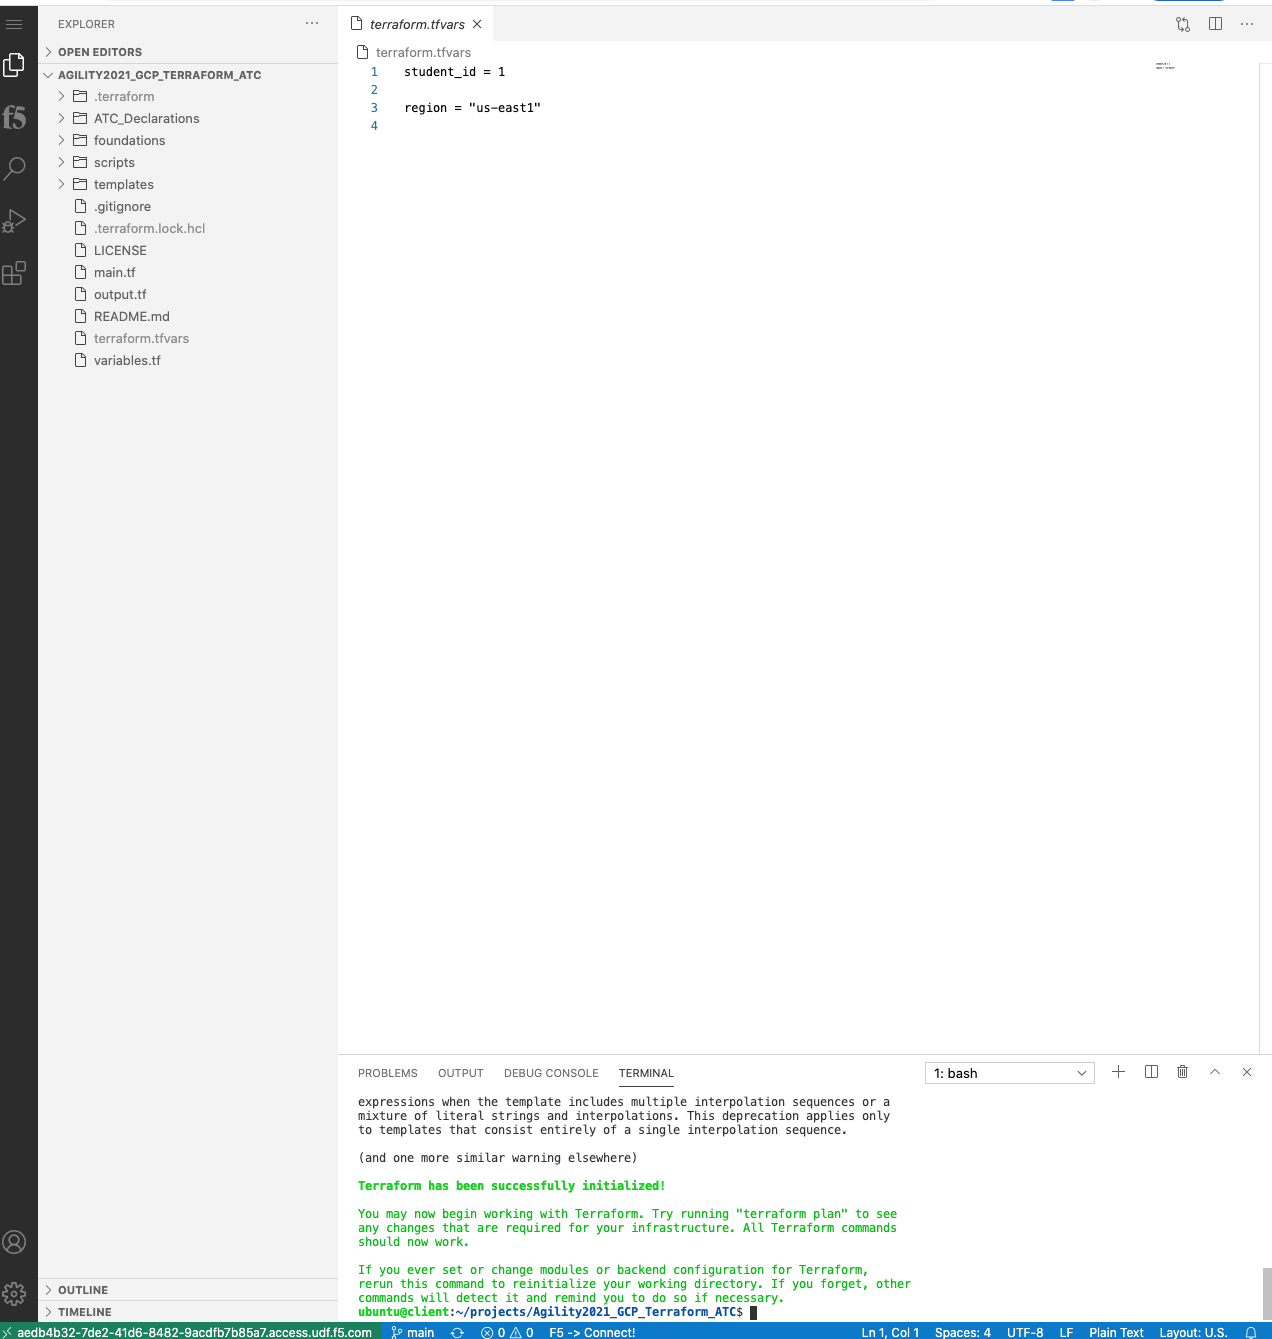 EXPLORER
OPEN EDITORS
AGILITY2021_GCP_TERRAFORM_ATC
.terraform
ATC_Declarations
foundations
scripts
templates
.gitignore
.terraform.lock.hcl
LICENSE
main.tf
output.tf
README.md
terraform.tfvars
variables.tf
OUTLINE
TIMELINE
f5
terraform.tfvars
terraform.tfvars
1 student_id = 1
2
3 region = "us-east1"
4
PROBLEMS OUTPUT DEBUG CONSOLE TERMINAL 1: bash
expressions when the template includes multiple interpolation sequences or a
mixture of literal strings and interpolations. This deprecation applies only
to templates that consist entirely of a single interpolation sequence.
(and one more similar warning elsewhere)
Terraform has been successfully initialized!
You may now begin working with Terraform. Try running "terraform plan" to see
any changes that are required for your infrastructure. All Terraform commands
should now work.
If you ever set or change modules or backend configuration for Terraform,
rerun this command to reinitialize your working directory. If you forget, other
commands will detect it and remind you to do so if necessary.
ubuntu@client:~/projects/Agility2021_GCP_Terraform_ATC$
aedb4b32-7de2-41d6-8482-9acdfb7b85a7.access.udf.f5.com main 0 0 F5 -> Connect! Ln 1, Col 1 Spaces: 4 UTF-8 LF Plain Text Layout: U.S.